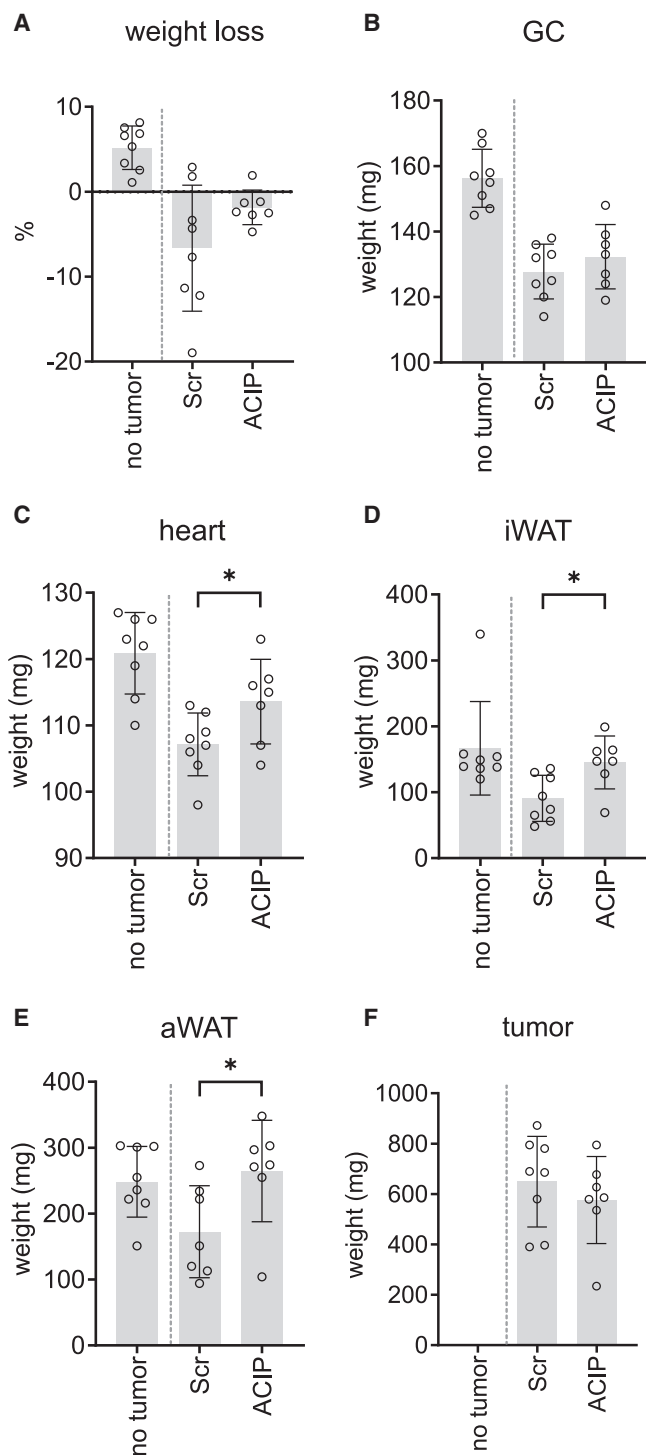 A
weight loss
%
10
0
-10
-20
no tumor
Scr
ACIP
B
GC
weight (mg)
180
160
140
120
100
no tumor
Scr
ACIP
C
heart
weight (mg)
130
120
110
100
90
*
no tumor
Scr
ACIP
D
iWAT
weight (mg)
400
300
200
100
0
*
no tumor
Scr
ACIP
E
aWAT
weight (mg)
400
300
200
100
0
*
no tumor
Scr
ACIP
F
tumor
weight (mg)
1000
800
600
400
200
0
no tumor
Scr
ACIP